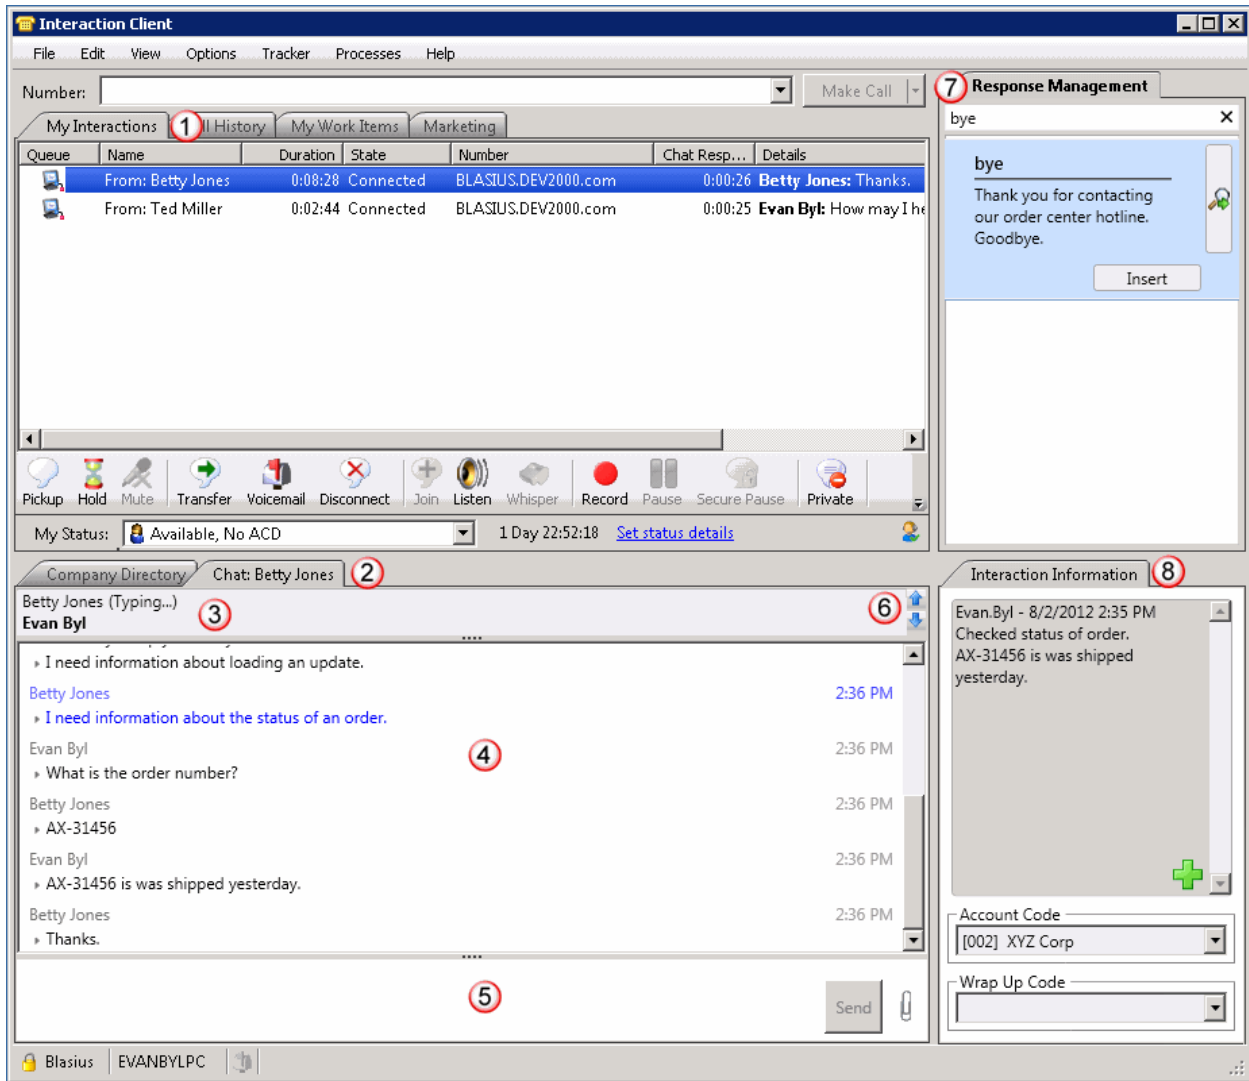 Interaction Client
File Edit View Options Tracker Processes Help
Number: Make Call
My Interactions 1 ll History My Work Items Marketing
Queue Name Duration State Number Chat Resp... Details
From: Betty Jones 0:08:28 Connected BLASIUS.DEV2000.com 0:00:26 Betty Jones: Thanks.
From: Ted Miller 0:02:44 Connected BLASIUS.DEV2000.com 0:00:25 Evan Byl: How may I he
Pickup Hold Mute Transfer Voicemail Disconnect Join Listen Whisper Record Pause Secure Pause Private
My Status: Available, No ACD 1 Day 22:52:18 Set status details
7 Response Management
bye
bye
Thank you for contacting
our order center hotline.
Goodbye.
Insert
Company Directory Chat: Betty Jones 2
Betty Jones (Typing...)
Evan Byl
3
6
I need information about loading an update.
Betty Jones 2:36 PM
I need information about the status of an order.
Evan Byl 2:36 PM
What is the order number?
4
Betty Jones 2:36 PM
AX-31456
Evan Byl 2:36 PM
AX-31456 is was shipped yesterday.
Betty Jones 2:36 PM
Thanks.
5
Send
Interaction Information 8
Evan.Byl - 8/2/2012 2:35 PM
Checked status of order.
AX-31456 is was shipped
yesterday.
Account Code
[002] XYZ Corp
Wrap Up Code
Blasius EVANBYLPC